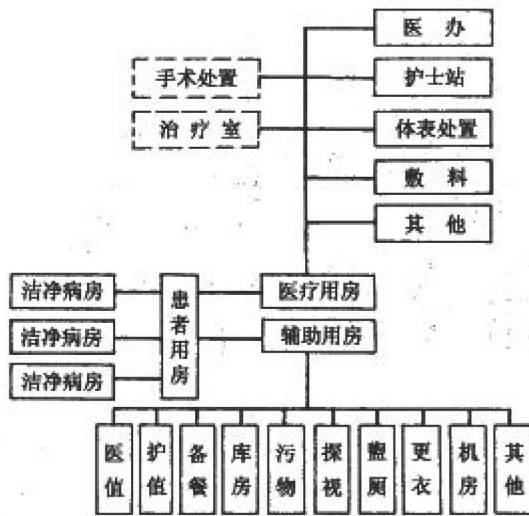 医 办
手术处置
护士站
治 疗 室
体表处置
敷 料
其 他
洁净病房
患者用房
医疗用房
洁净病房
辅助用房
洁净病房
医值
护值
备餐
库房
污物
探视
盥厕
更衣
机房
其他